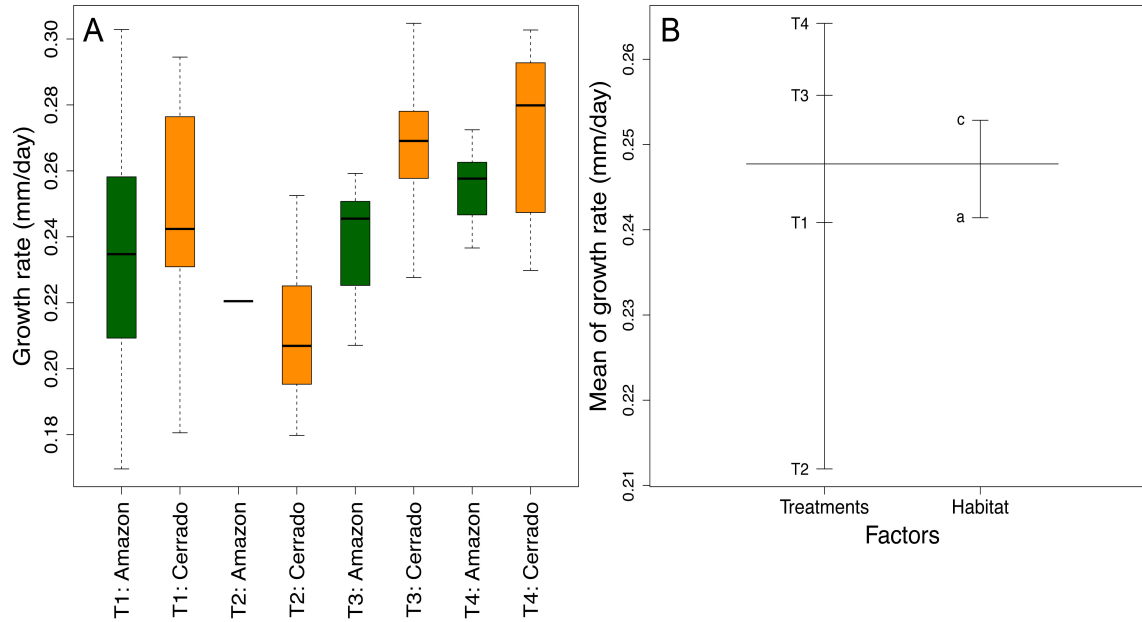 A
Growth rate (mm/day)
0.30
0.28
0.26
0.24
0.22
0.20
0.18
T1: Amazon
T1: Cerrado
T2: Amazon
T2: Cerrado
T3: Amazon
T3: Cerrado
T4: Amazon
T4: Cerrado
B
Mean of growth rate (mm/day)
0.26
0.25
0.24
0.23
0.22
0.21
T4
T3
T1
T2
c
a
Treatments
Habitat
Factors